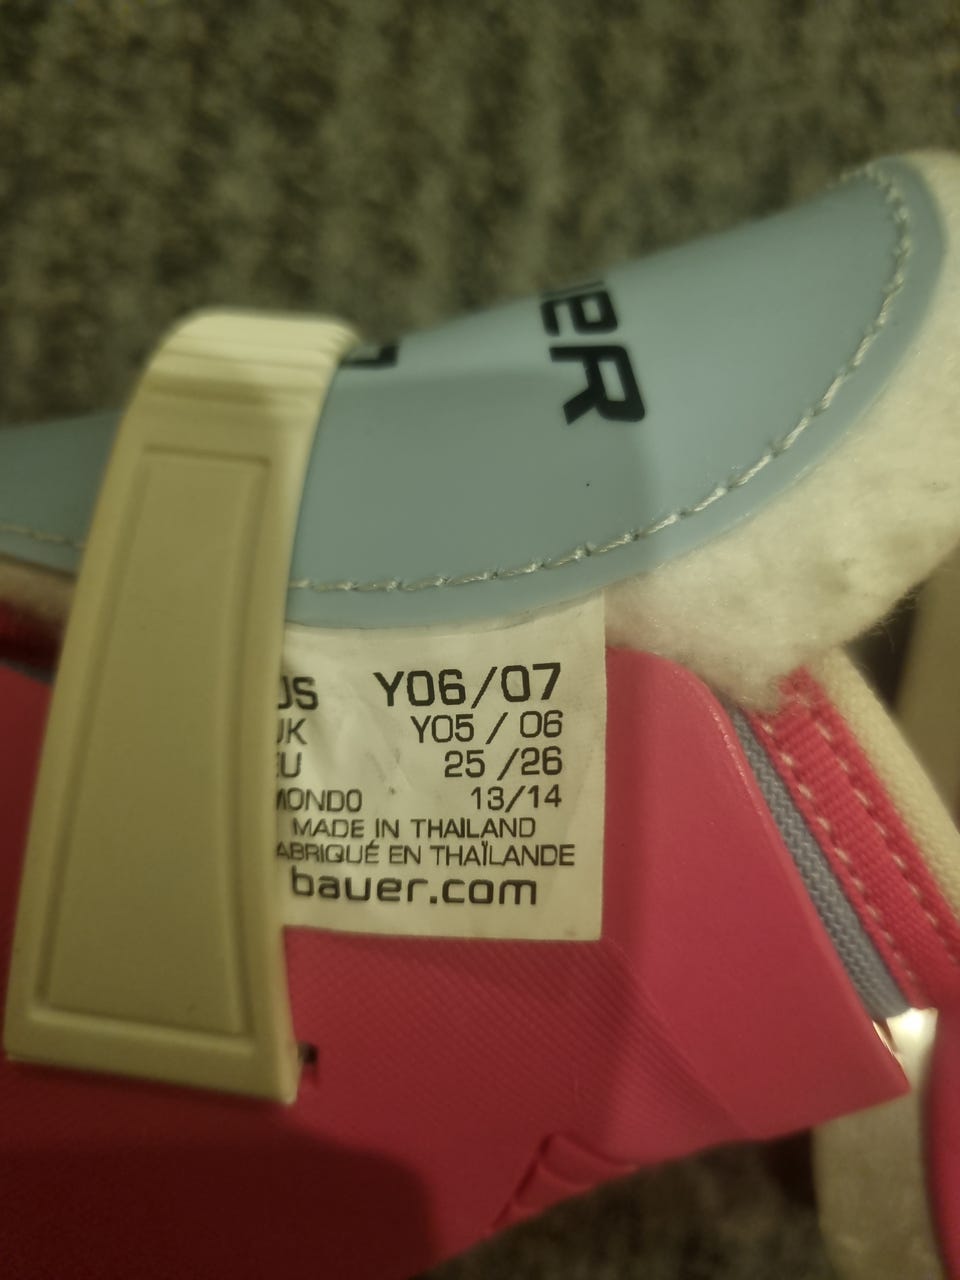 US Y06/07
UK Y05 / 06
EU 25 /26
MONDO 13/14
MADE IN THAILAND
FABRIQUÉ EN THAÏLANDE
bauer.com